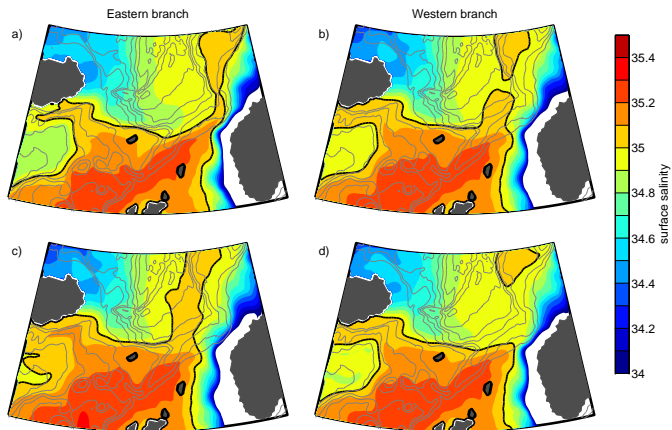 Eastern branch
Western branch
a)
b)
c)
d)
35.4
35.2
35
34.8
34.6
34.4
34.2
34
surface salinity